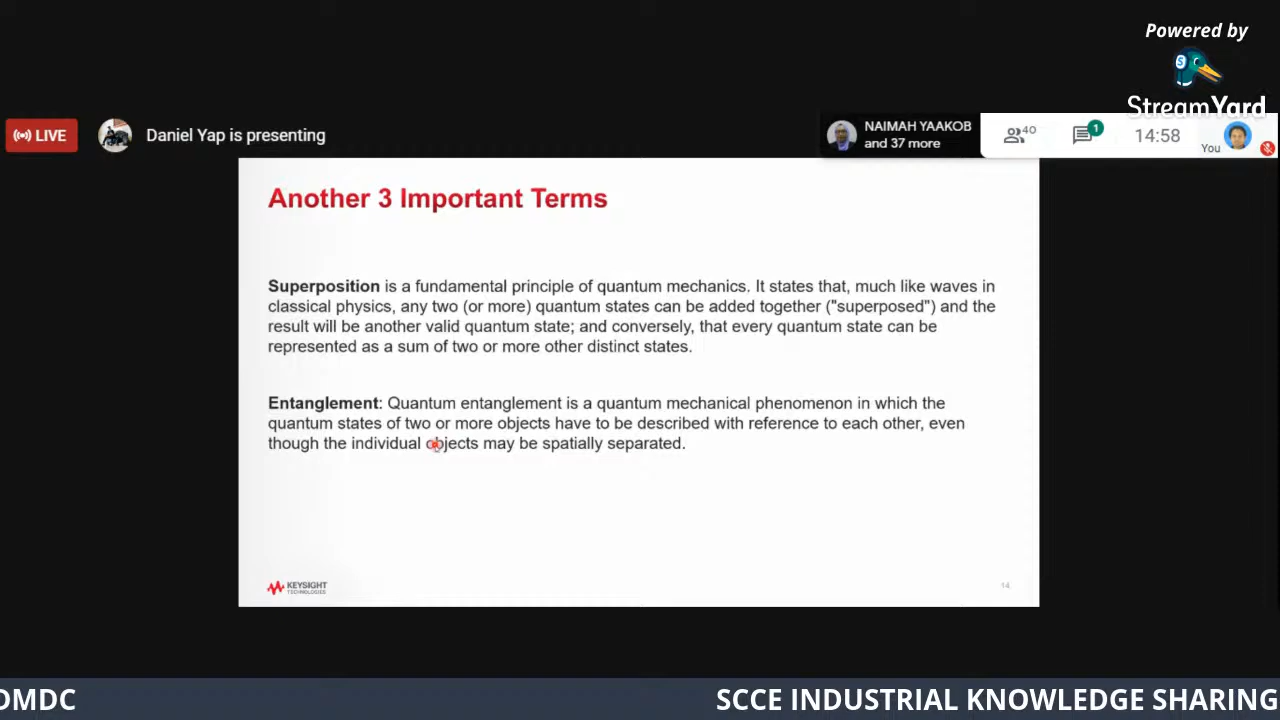 Powered by
StreamYard
LIVE
Daniel Yap is presenting
NAIMAH YAAKOB
and 37 more
40
1
14:58
You
Another 3 Important Terms
Superposition is a fundamental principle of quantum mechanics. It states that, much like waves in
classical physics, any two (or more) quantum states can be added together ("superposed") and the
result will be another valid quantum state; and conversely, that every quantum state can be
represented as a sum of two or more other distinct states.
Entanglement: Quantum entanglement is a quantum mechanical phenomenon in which the
quantum states of two or more objects have to be described with reference to each other, even
though the individual objects may be spatially separated.
KEYSIGHT
TECHNOLOGIES
14
DMDC
SCCE INDUSTRIAL KNOWLEDGE SHARING